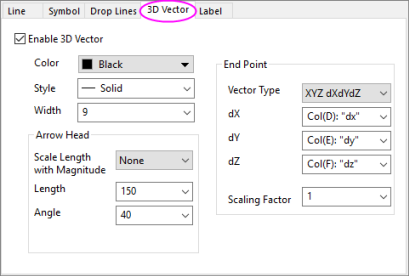 Line Symbol Drop Lines 3D Vector Label
Enable 3D Vector
Color Black
Style Solid
Width 9
Arrow Head
Scale Length with Magnitude None
Length 150
Angle 40
End Point
Vector Type XYZ dXdYdZ
dX Col(D): "dx"
dY Col(E): "dy"
dZ Col(F): "dz"
Scaling Factor 1